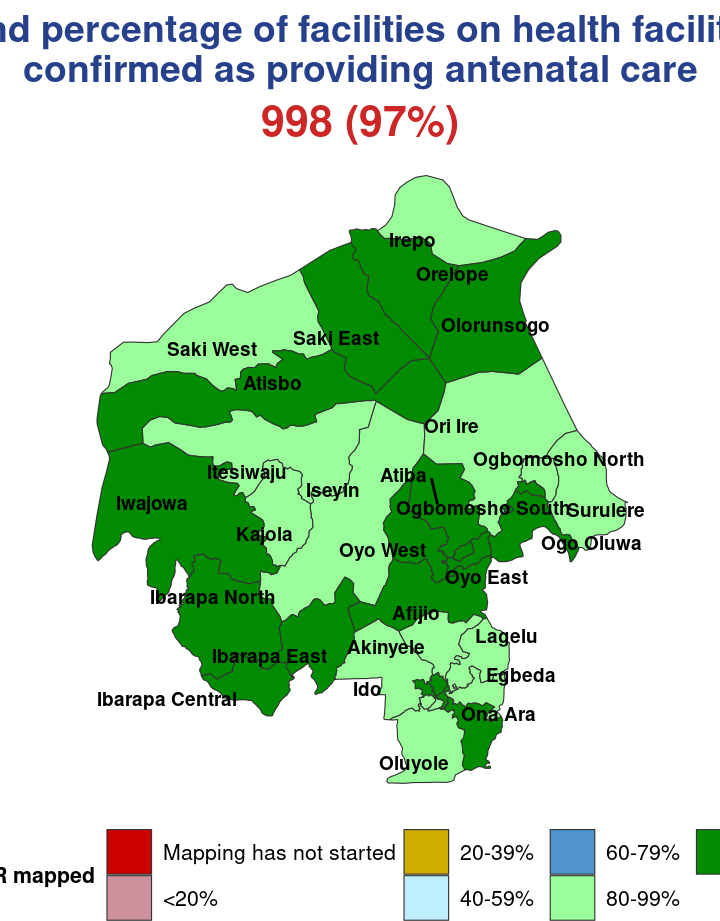 percentage of facilities on health
confirmed as providing antenatal care
998 (97%)
Irepo
Orelope
Olorunsogo
Saki East
Saki West
Atisbo
Ori Ire
Ogbomosho North
Itesiwaju
Atiba
Iseyin
Iwajowa
Ogbomosho South
Surulere
Kajola
Ogo Oluwa
Oyo West
Oyo East
Ibarapa North
Afijio
Lagelu
Akinyele
Ibarapa East
Egbeda
Ido
Ibarapa Central
Ona Ara
Oluyole
Mapping has not started
20-39%
60-79%
R mapped
<20%
40-59%
80-99%